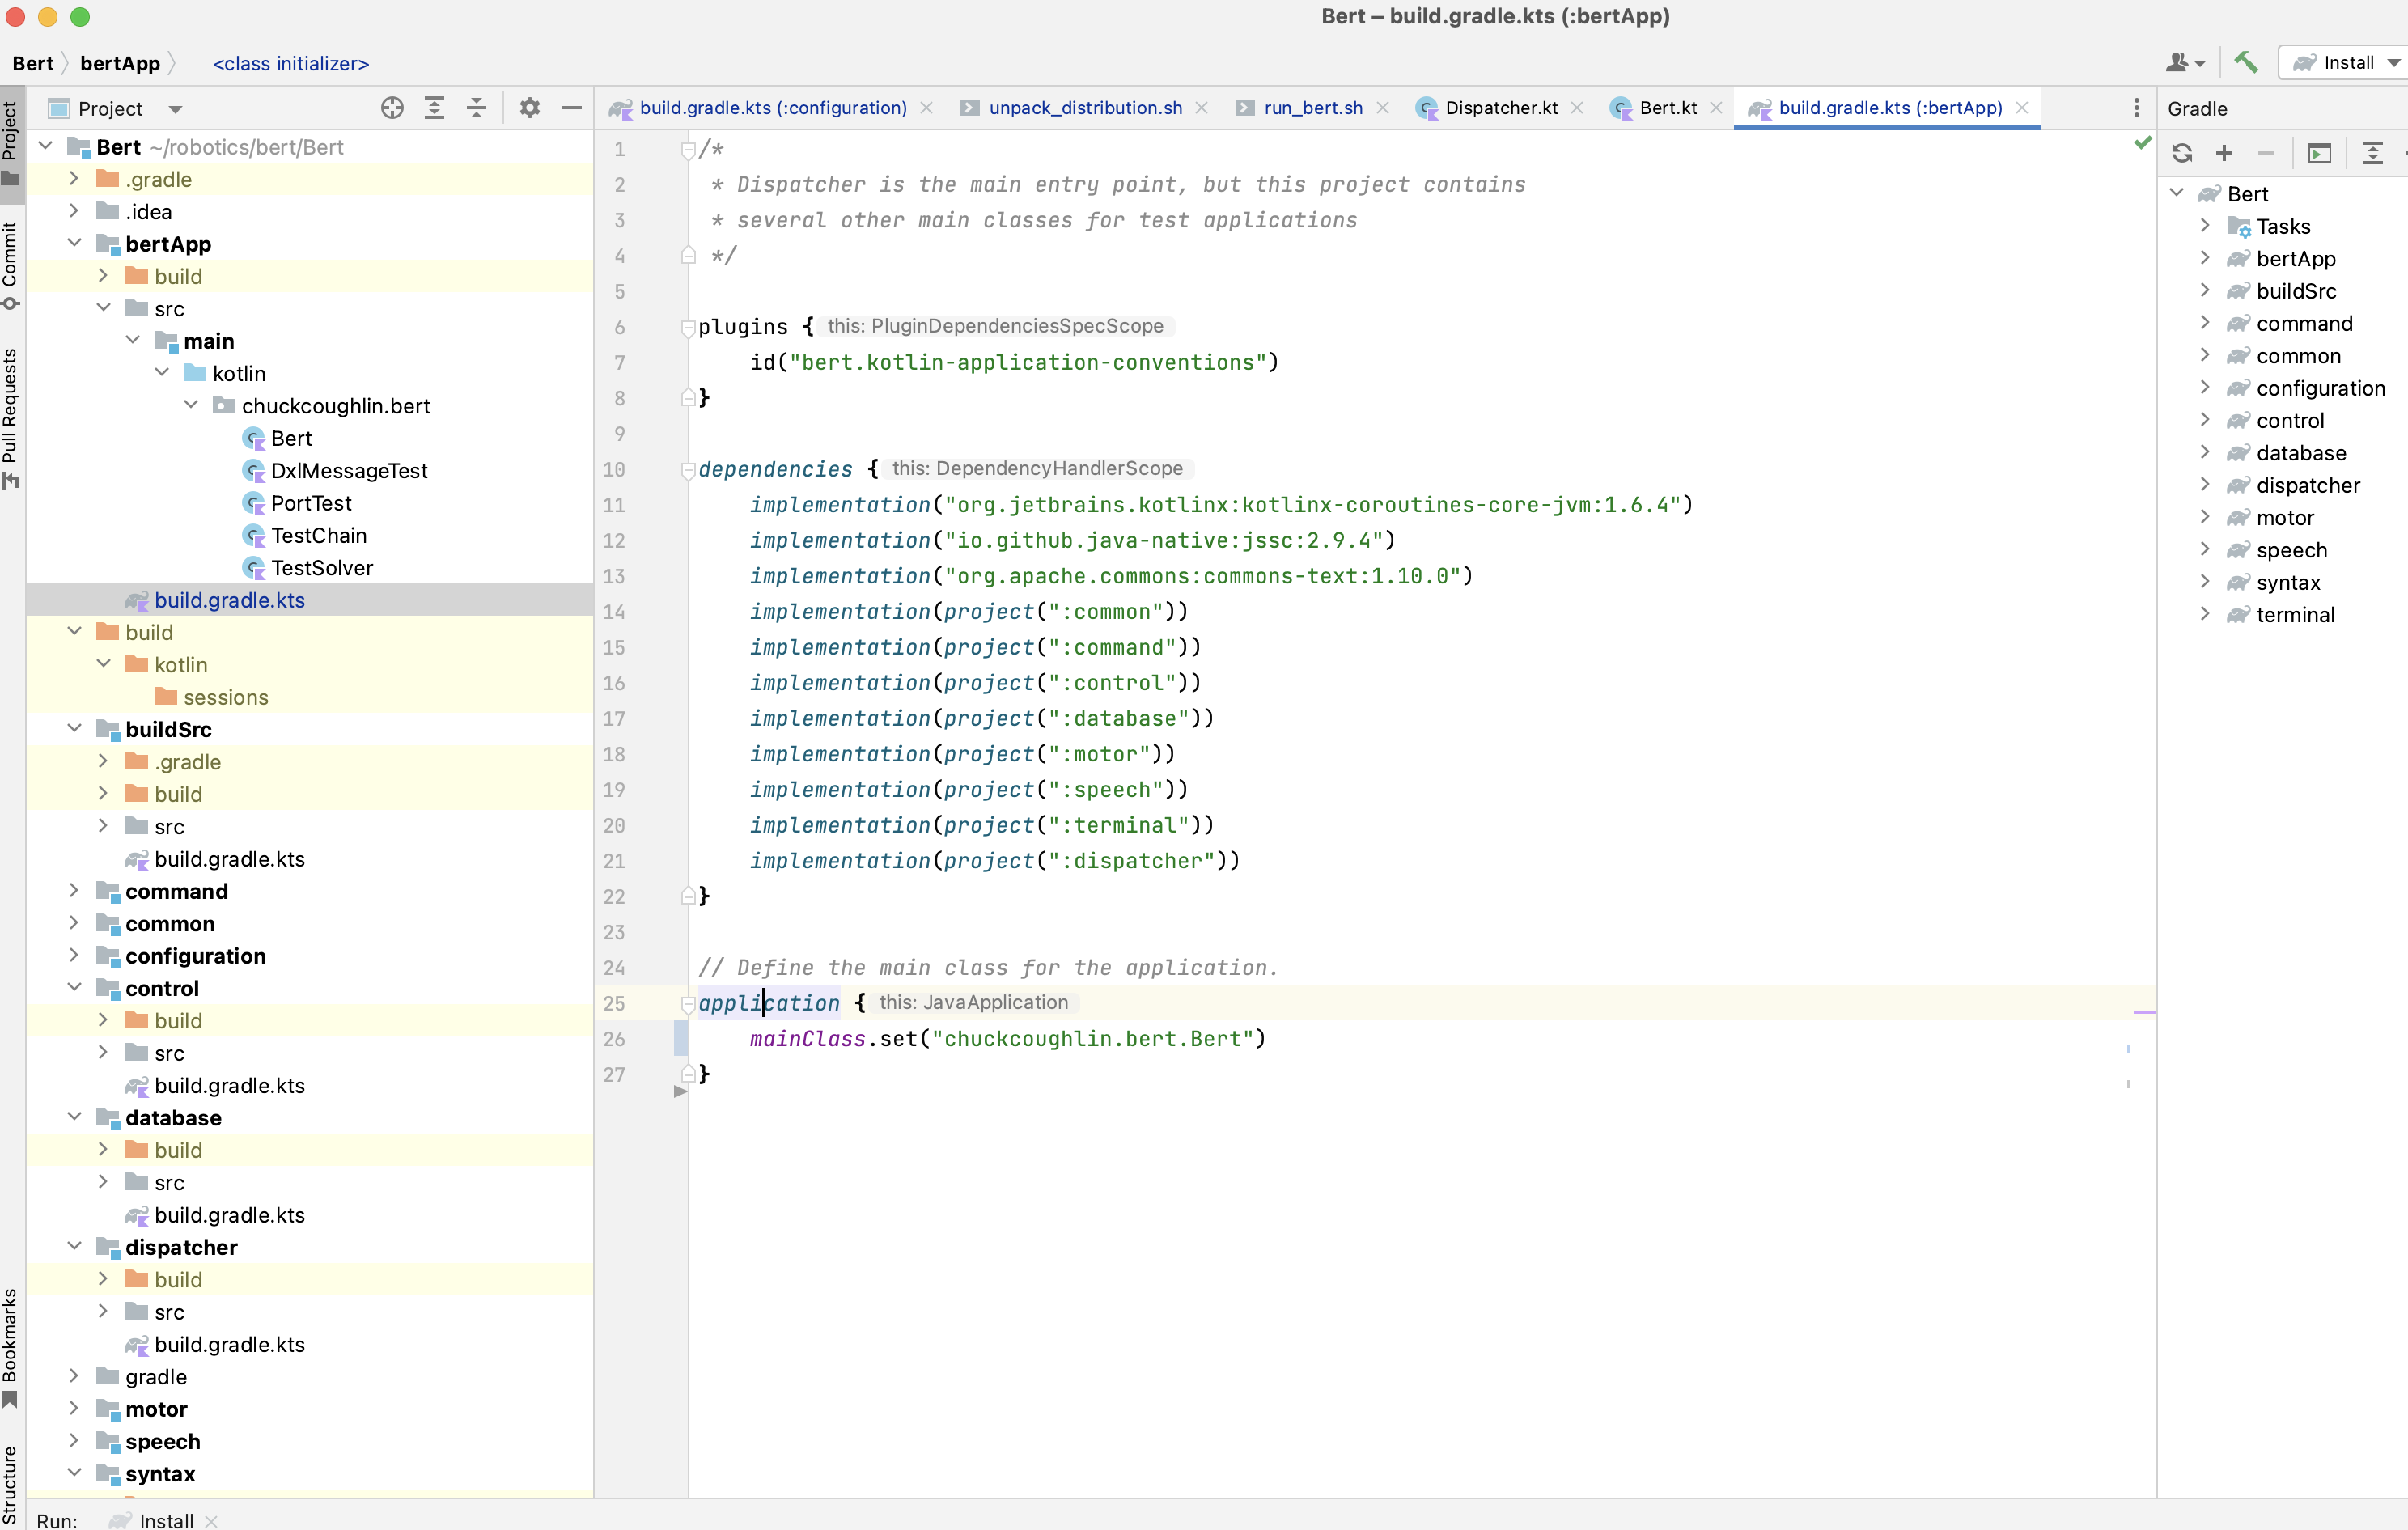 Bert – build.gradle.kts (:bertApp)
Bert bertApp <class initializer>
Install
Project
Commit
Pull Requests
Bookmarks
Structure
Project
Bert ~/robotics/bert/Bert
.gradle
.idea
bertApp
build
src
main
kotlin
chuckcoughlin.bert
Bert
DxlMessageTest
PortTest
TestChain
TestSolver
build.gradle.kts
build
kotlin
sessions
buildSrc
.gradle
build
src
build.gradle.kts
command
common
configuration
control
build
src
build.gradle.kts
database
build
src
build.gradle.kts
dispatcher
build
src
build.gradle.kts
gradle
motor
speech
syntax
build.gradle.kts (:configuration) unpack_distribution.sh run_bert.sh Dispatcher.kt Bert.kt build.gradle.kts (:bertApp)
1 /*
2 * Dispatcher is the main entry point, but this project contains
3 * several other main classes for test applications
4 */
5
6 plugins { this: PluginDependenciesSpecScope
7 id("bert.kotlin-application-conventions")
8 }
9
10 dependencies { this: DependencyHandlerScope
11 implementation("org.jetbrains.kotlinx:kotlinx-coroutines-core-jvm:1.6.4")
12 implementation("io.github.java-native:jssc:2.9.4")
13 implementation("org.apache.commons:commons-text:1.10.0")
14 implementation(project(":common"))
15 implementation(project(":command"))
16 implementation(project(":control"))
17 implementation(project(":database"))
18 implementation(project(":motor"))
19 implementation(project(":speech"))
20 implementation(project(":terminal"))
21 implementation(project(":dispatcher"))
22 }
23
24 // Define the main class for the application.
25 application { this: JavaApplication
26 mainClass.set("chuckcoughlin.bert.Bert")
27 }
Gradle
Bert
Tasks
bertApp
buildSrc
command
common
configuration
control
database
dispatcher
motor
speech
syntax
terminal
Run: Install